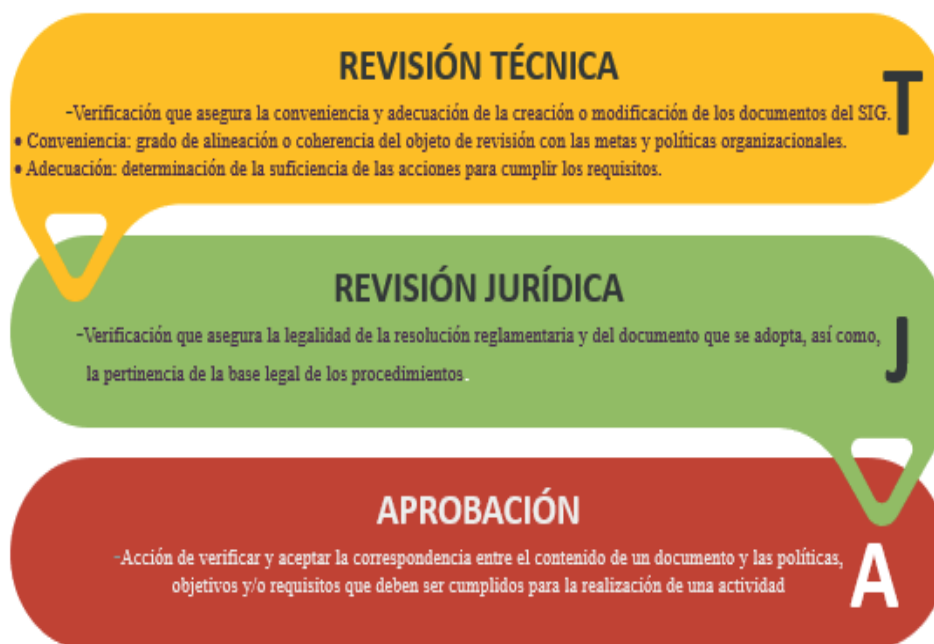 REVISIÓN TÉCNICA
T
-Verificación que asegura la conveniencia y adecuación de la creación o modificación de los documentos del SIG.
• Conveniencia: grado de alineación o coherencia del objeto de revisión con las metas y políticas organizacionales.
• Adecuación: determinación de la suficiencia de las acciones para cumplir los requisitos.
REVISIÓN JURÍDICA
-Verificación que asegura la legalidad de la resolución reglamentaria y del documento que se adopta, así como,
J
la pertinencia de la base legal de los procedimientos.
APROBACIÓN
-Acción de verificar y aceptar la correspondencia entre el contenido de un documento y las políticas,
A
objetivos y/o requisitos que deben ser cumplidos para la realización de una actividad